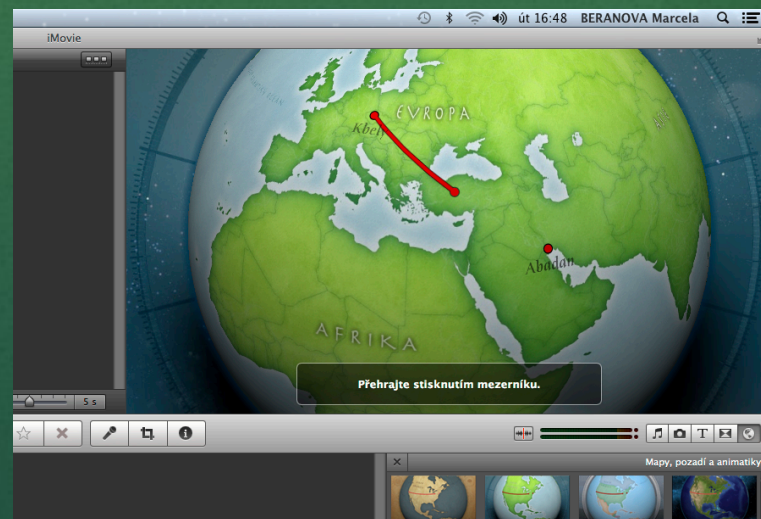 út 16:48 BERANOVA Marcela
iMovie
EVROPA
Kbely
Abadan
AFRIKA
Přehrajte stisknutím mezerníku.
5 s
T
Mapy, pozadí a animatiky